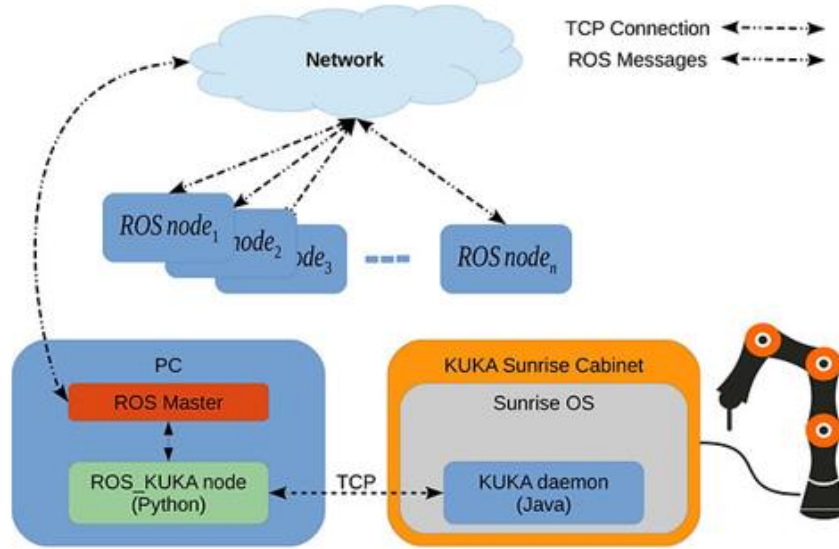 TCP Connection
ROS Messages
Network
ROS node1
node2
node3
ROS noden
PC
ROS Master
ROS_KUKA node
(Python)
TCP
KUKA Sunrise Cabinet
Sunrise OS
KUKA daemon
(Java)